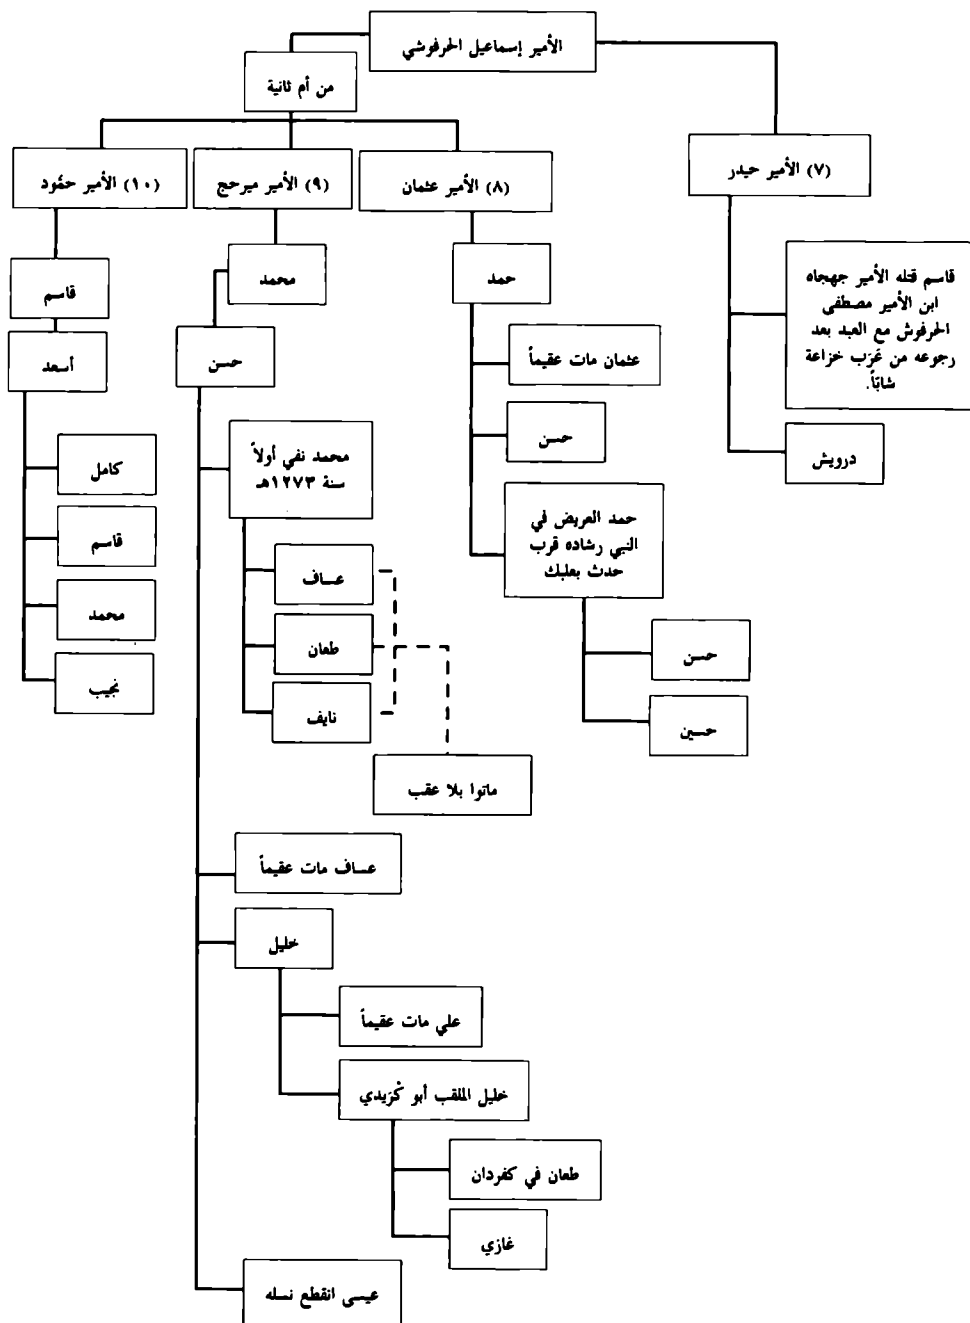 الأمير إسماعيل الحرفوشي
من أم ثانية
(٧) الأمير حيدر
(٨) الأمير عثمان
(٩) الأمير ميرحج
(١٠) الأمير حمّود
قاسم قتله الأمير جهجاه
ابن الأمير مصطفى
الحرفوش مع العبد بعد
رجوعه من عَرَب خزاعة
شابّاً.
درويش
حمد
عثمان مات عقيماً
حسن
حمد العريض في
النبي رشاده قرب
حدث بعلبك
حسن
حسين
محمد
حسن
محمد نفي أولاً
سنة ١٢٧٣هـ
عساف
طعان
نايف
ماتوا بلا عقب
عساف مات عقيماً
خليل
علي مات عقيماً
خليل الملقب أبو كْرَيدي
طعان في كفردان
غازي
عيسى انقطع نسله
قاسم
أسعد
كامل
قاسم
محمد
نجيب